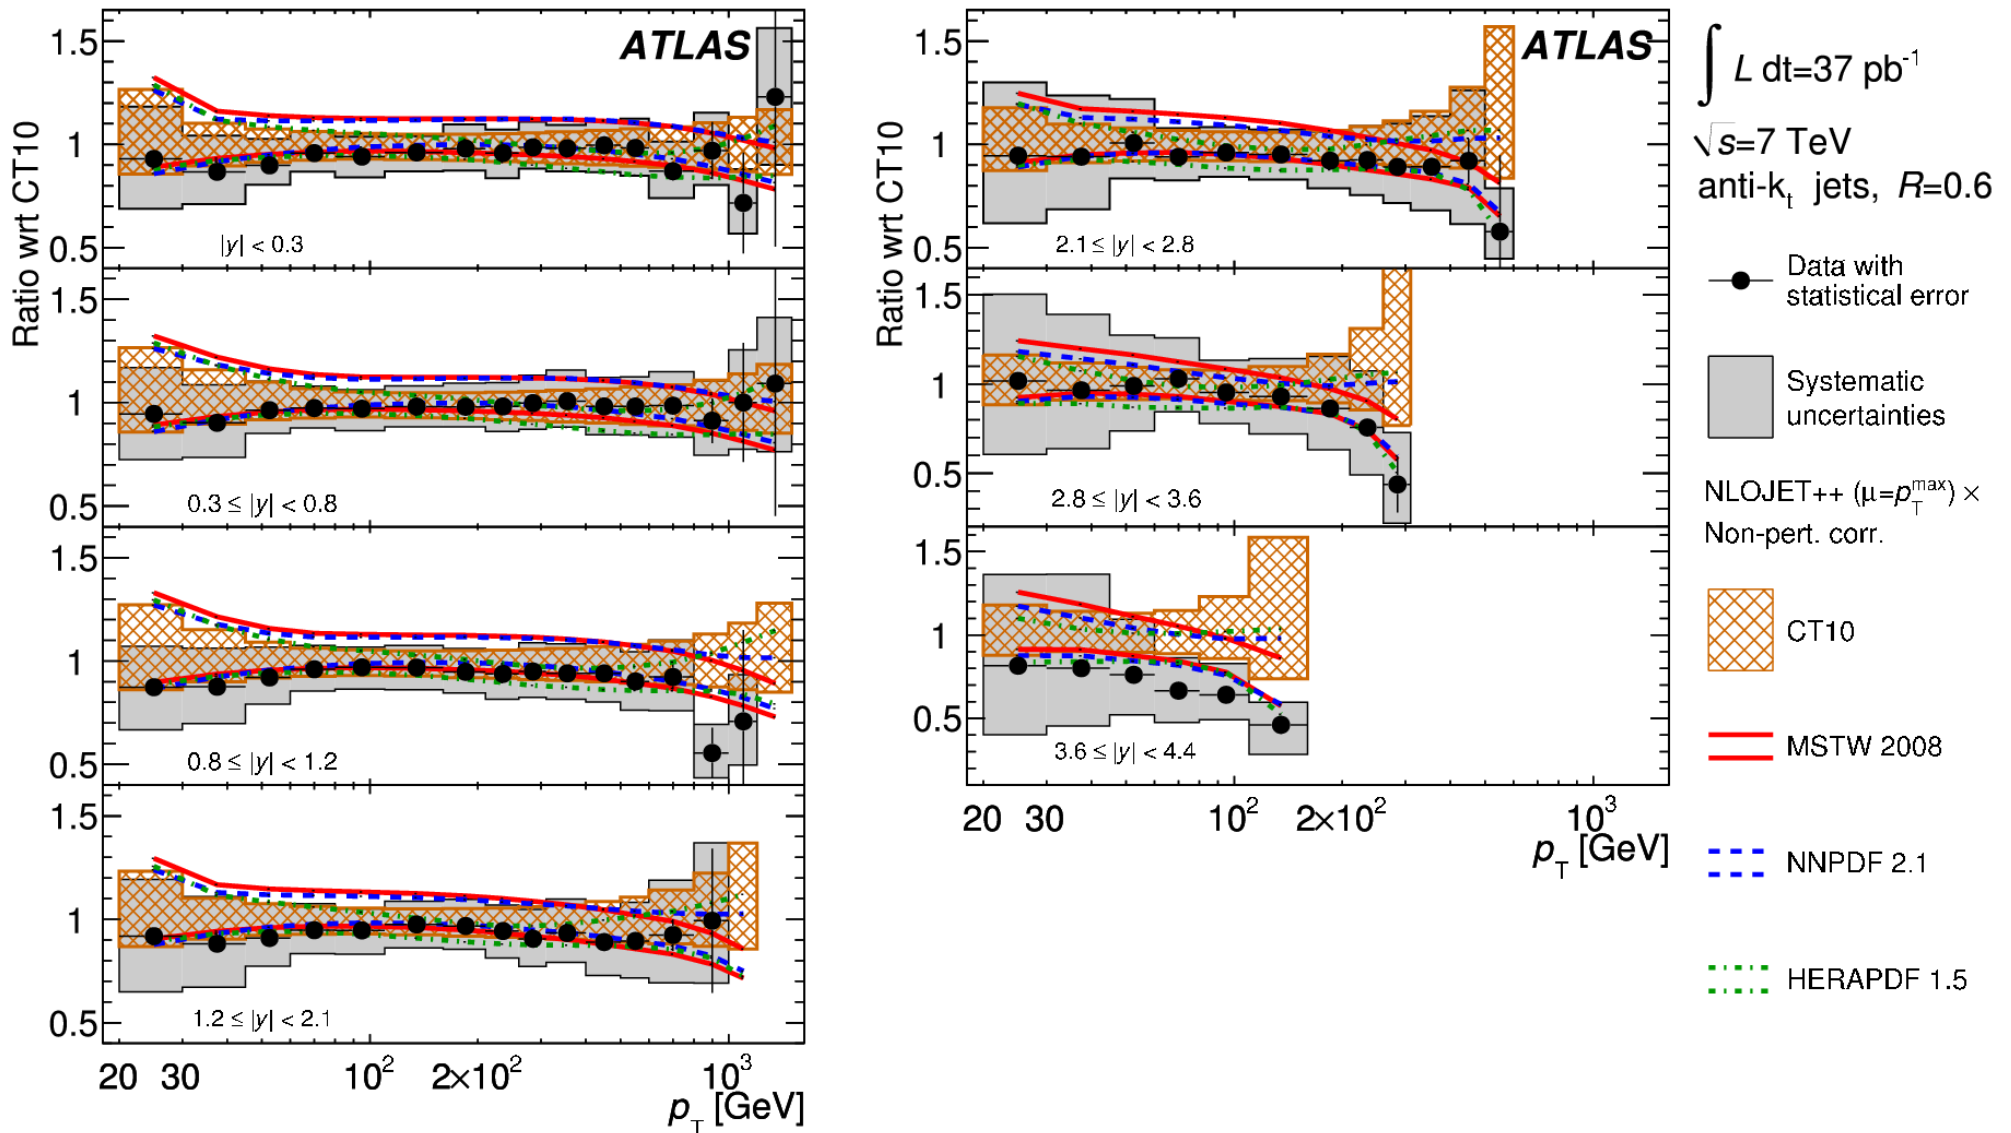 Ratio wrt CT10
1.5
1
0.5
ATLAS
|y| < 0.3
Ratio wrt CT10
1.5
1
0.5
0.3 ≤ |y| < 0.8
1.5
1
0.5
0.8 ≤ |y| < 1.2
1.5
1
0.5
1.2 ≤ |y| < 2.1
20 30 10² 2×10² 10³
p_T [GeV]
Ratio wrt CT10
1.5
1
0.5
ATLAS
2.1 ≤ |y| < 2.8
1.5
1
0.5
2.8 ≤ |y| < 3.6
1.5
1
0.5
3.6 ≤ |y| < 4.4
20 30 10² 2×10² 10³
p_T [GeV]
∫ L dt=37 pb⁻¹
√s=7 TeV
anti-k_t jets, R=0.6
Data with
statistical error
Systematic
uncertainties
NLOJET++ (μ=p_T^max) ×
Non-pert. corr.
CT10
MSTW 2008
NNPDF 2.1
HERAPDF 1.5